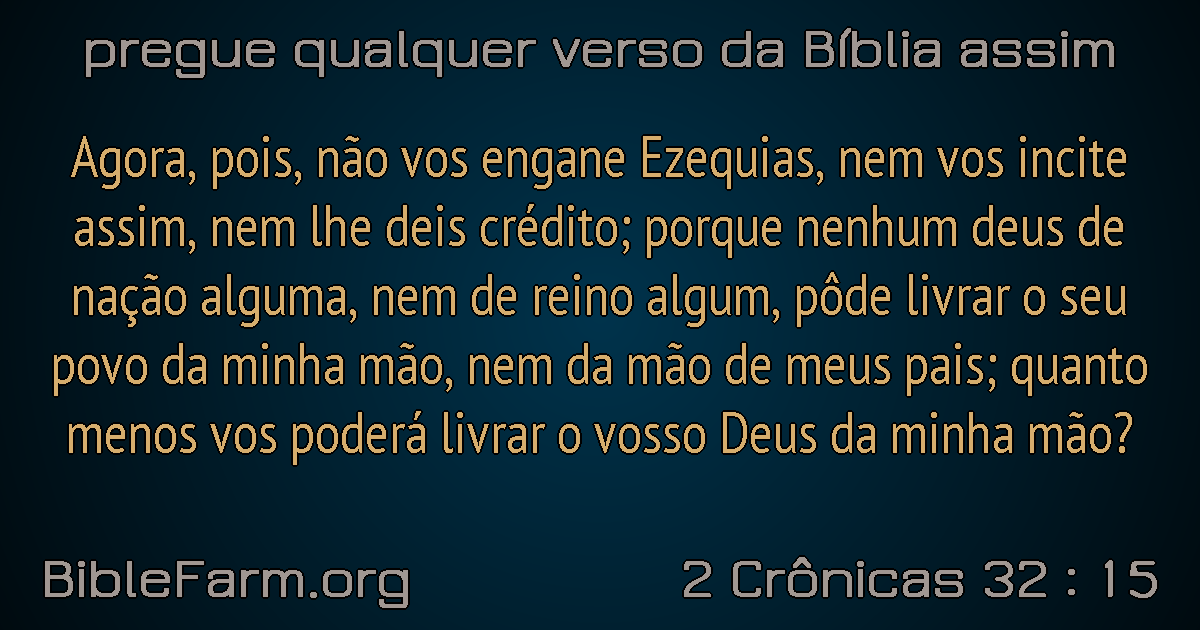 pregue qualquer verso da Bíblia assim
Agora, pois, não vos engane Ezequias, nem vos incite
assim, nem lhe deis crédito; porque nenhum deus de
nação alguma, nem de reino algum, pôde livrar o seu
povo da minha mão, nem da mão de meus pais; quanto
menos vos poderá livrar o vosso Deus da minha mão?
BibleFarm.org
2 Crônicas 32 : 15